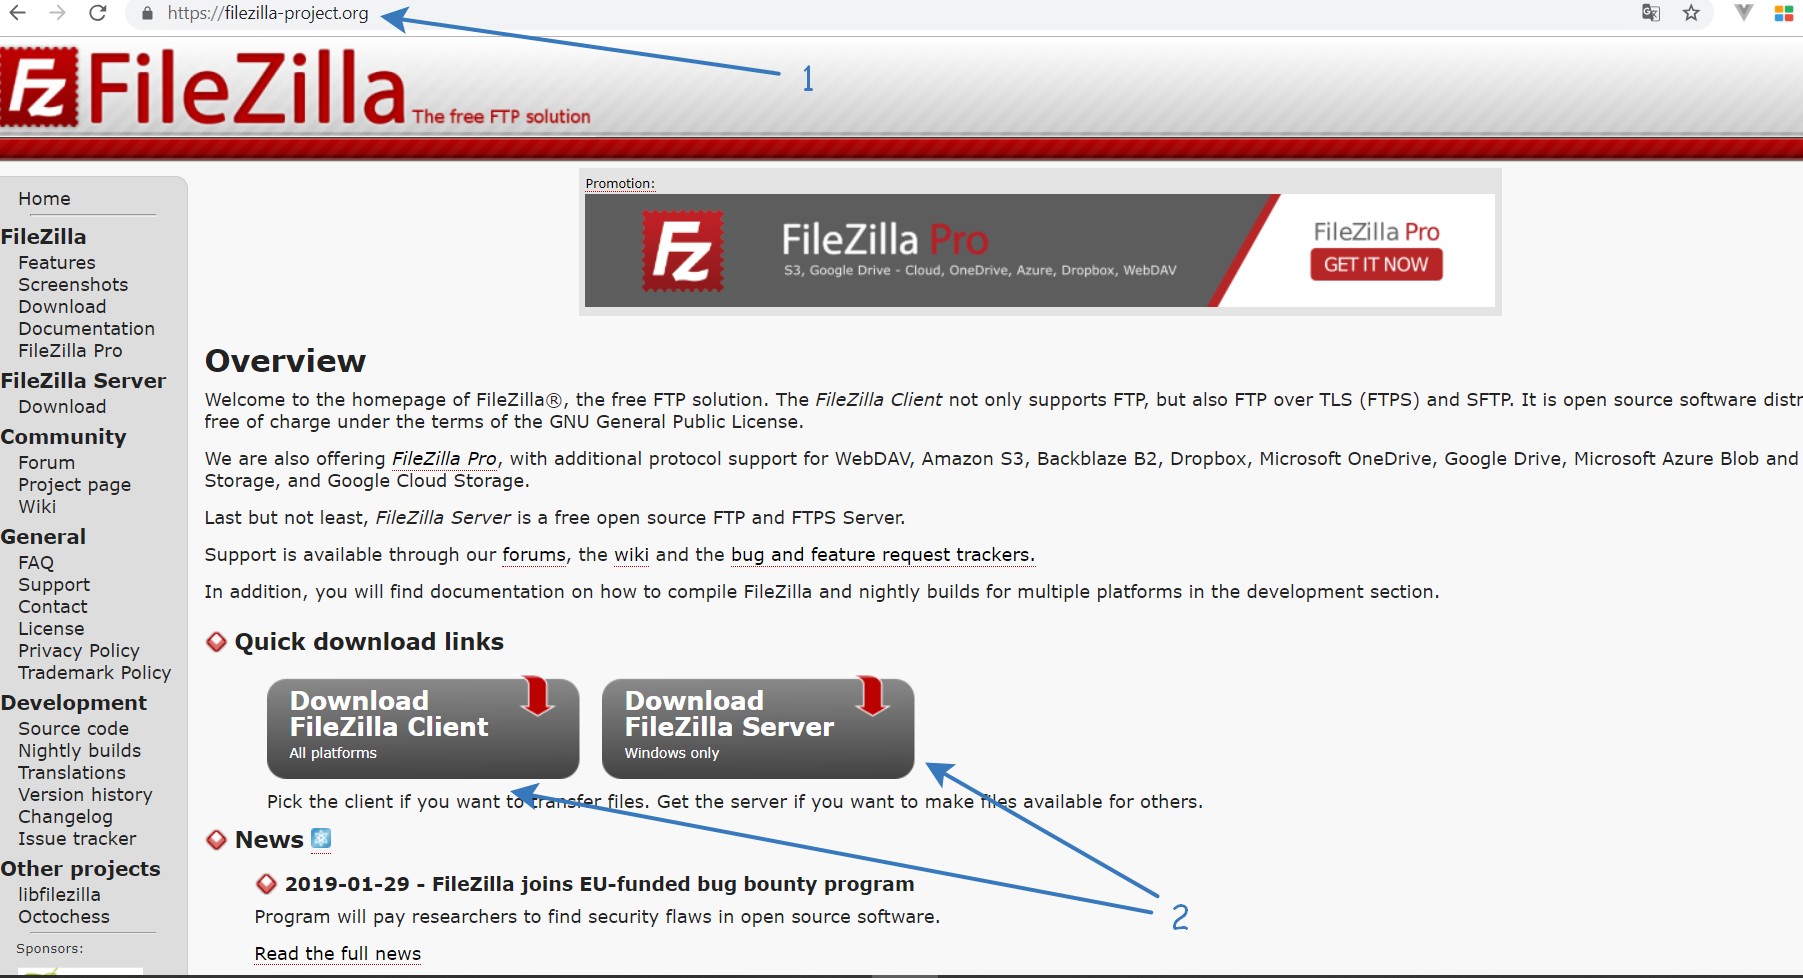 https://filezilla-project.org
1
FileZilla The free FTP solution
Home
FileZilla
Features
Screenshots
Download
Documentation
FileZilla Pro
FileZilla Server
Download
Community
Forum
Project page
Wiki
General
FAQ
Support
Contact
License
Privacy Policy
Trademark Policy
Development
Source code
Nightly builds
Translations
Version history
Changelog
Issue tracker
Other projects
libfilezilla
Octochess
Sponsors:
Promotion:
Fz
FileZilla Pro
S3, Google Drive - Cloud, OneDrive, Azure, Dropbox, WebDAV
FileZilla Pro
GET IT NOW
Overview
Welcome to the homepage of FileZilla®, the free FTP solution. The FileZilla Client not only supports FTP, but also FTP over TLS (FTPS) and SFTP. It is open source software distr
free of charge under the terms of the GNU General Public License.
We are also offering FileZilla Pro, with additional protocol support for WebDAV, Amazon S3, Backblaze B2, Dropbox, Microsoft OneDrive, Google Drive, Microsoft Azure Blob and
Storage, and Google Cloud Storage.
Last but not least, FileZilla Server is a free open source FTP and FTPS Server.
Support is available through our forums, the wiki and the bug and feature request trackers.
In addition, you will find documentation on how to compile FileZilla and nightly builds for multiple platforms in the development section.
Quick download links
Download
FileZilla Client
All platforms
Download
FileZilla Server
Windows only
Pick the client if you want to transfer files. Get the server if you want to make files available for others.
News
2019-01-29 - FileZilla joins EU-funded bug bounty program
Program will pay researchers to find security flaws in open source software.
2
Read the full news